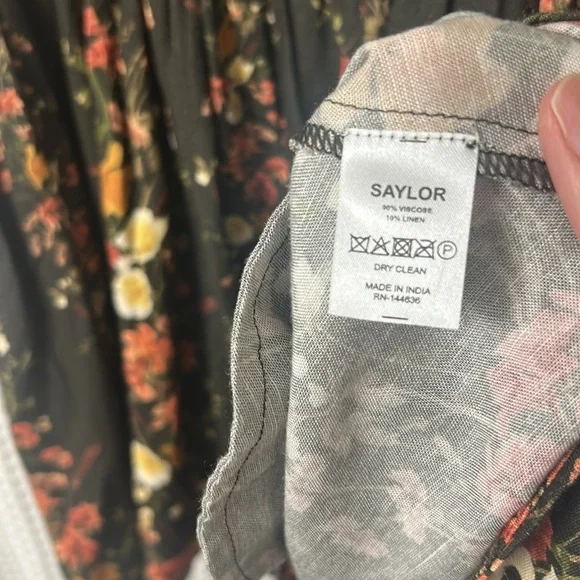 SAYLOR
90% VISCOSE
10% LINEN
P
DRY CLEAN
MADE IN INDIA
RN-144636